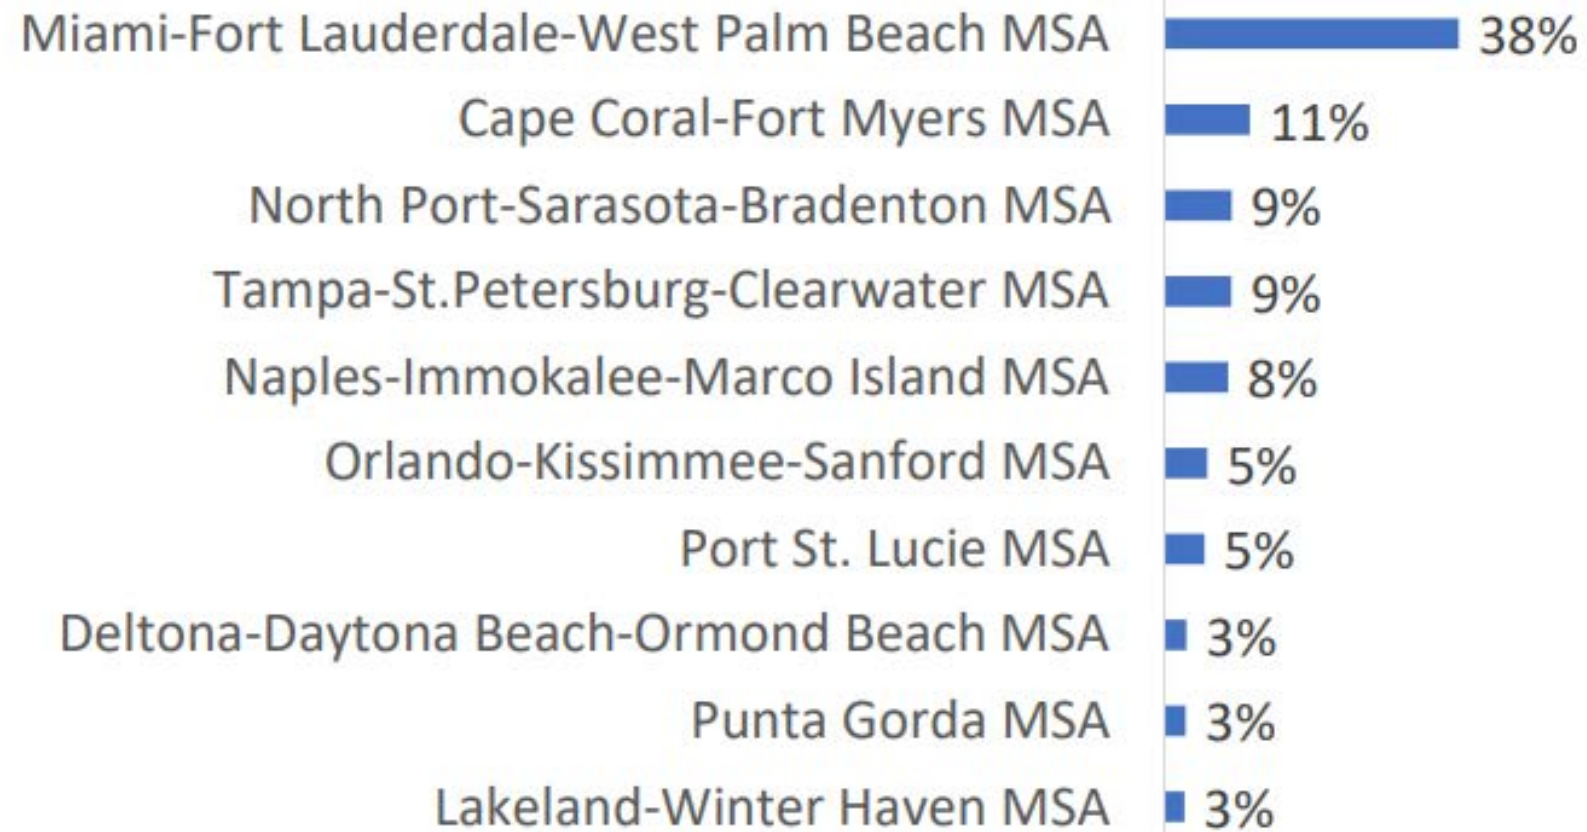 Miami-Fort Lauderdale-West Palm Beach MSA 38%
Cape Coral-Fort Myers MSA 11%
North Port-Sarasota-Bradenton MSA 9%
Tampa-St.Petersburg-Clearwater MSA 9%
Naples-Immokalee-Marco Island MSA 8%
Orlando-Kissimmee-Sanford MSA 5%
Port St. Lucie MSA 5%
Deltona-Daytona Beach-Ormond Beach MSA 3%
Punta Gorda MSA 3%
Lakeland-Winter Haven MSA 3%